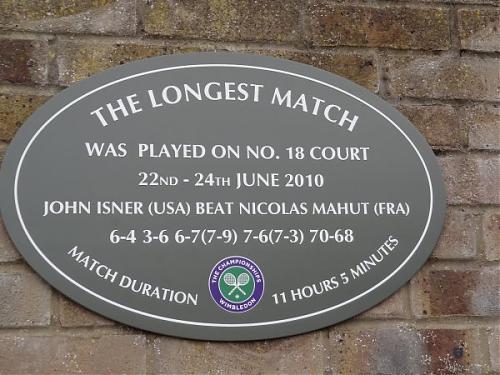 THE LONGEST MATCH
WAS PLAYED ON NO. 18 COURT
22ND - 24TH JUNE 2010
JOHN ISNER (USA) BEAT NICOLAS MAHUT (FRA)
6-4 3-6 6-7(7-9) 7-6(7-3) 70-68
MATCH DURATION 11 HOURS 5 MINUTES
THE CHAMPIONSHIPS
WIMBLEDON